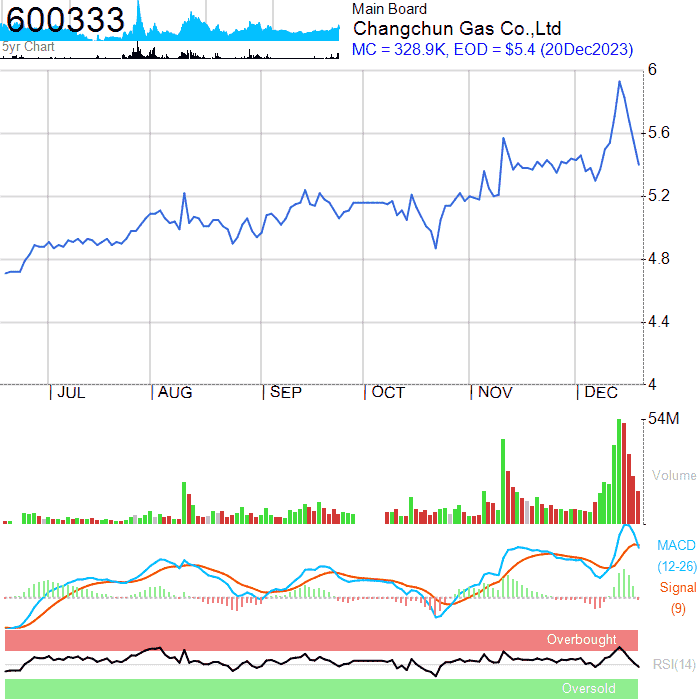 600333
5yr Chart
Main Board
Changchun Gas Co.,Ltd
MC = 328.9K, EOD = $5.4 (20Dec2023)
6
5.6
5.2
4.8
4.4
4
JUL AUG SEP OCT NOV DEC
54M
Volume
MACD
(12-26)
Signal
(9)
Overbought
RSI(14)
Oversold